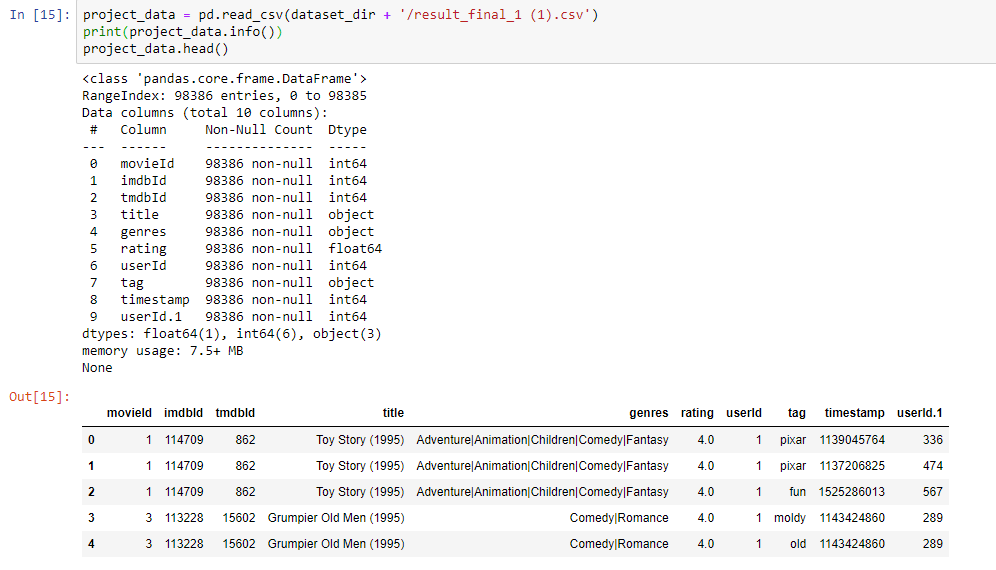 In [15]: project_data = pd.read_csv(dataset_dir + '/result_final_1 (1).csv')
print(project_data.info())
project_data.head()
<class 'pandas.core.frame.DataFrame'>
RangeIndex: 98386 entries, 0 to 98385
Data columns (total 10 columns):
 #   Column     Non-Null Count  Dtype
---  ------     --------------  -----
 0   movieId    98386 non-null  int64
 1   imdbId     98386 non-null  int64
 2   tmdbId     98386 non-null  int64
 3   title      98386 non-null  object
 4   genres     98386 non-null  object
 5   rating     98386 non-null  float64
 6   userId     98386 non-null  int64
 7   tag        98386 non-null  object
 8   timestamp  98386 non-null  int64
 9   userId.1   98386 non-null  int64
dtypes: float64(1), int64(6), object(3)
memory usage: 7.5+ MB
None
Out[15]:
movieId imdbId tmdbId title genres rating userId tag timestamp userId.1
0 1 114709 862 Toy Story (1995) Adventure|Animation|Children|Comedy|Fantasy 4.0 1 pixar 1139045764 336
1 1 114709 862 Toy Story (1995) Adventure|Animation|Children|Comedy|Fantasy 4.0 1 pixar 1137206825 474
2 1 114709 862 Toy Story (1995) Adventure|Animation|Children|Comedy|Fantasy 4.0 1 fun 1525286013 567
3 3 113228 15602 Grumpier Old Men (1995) Comedy|Romance 4.0 1 moldy 1143424860 289
4 3 113228 15602 Grumpier Old Men (1995) Comedy|Romance 4.0 1 old 1143424860 289